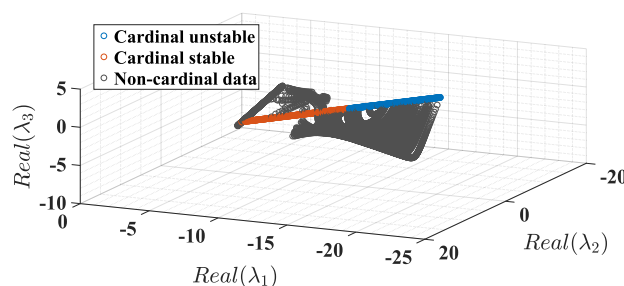 Cardinal unstable
Cardinal stable
Non-cardinal data
Real(λ3)
5
0
-5
-10
0
-5
-10
-15
-20
-25
Real(λ1)
20
0
-20
Real(λ2)